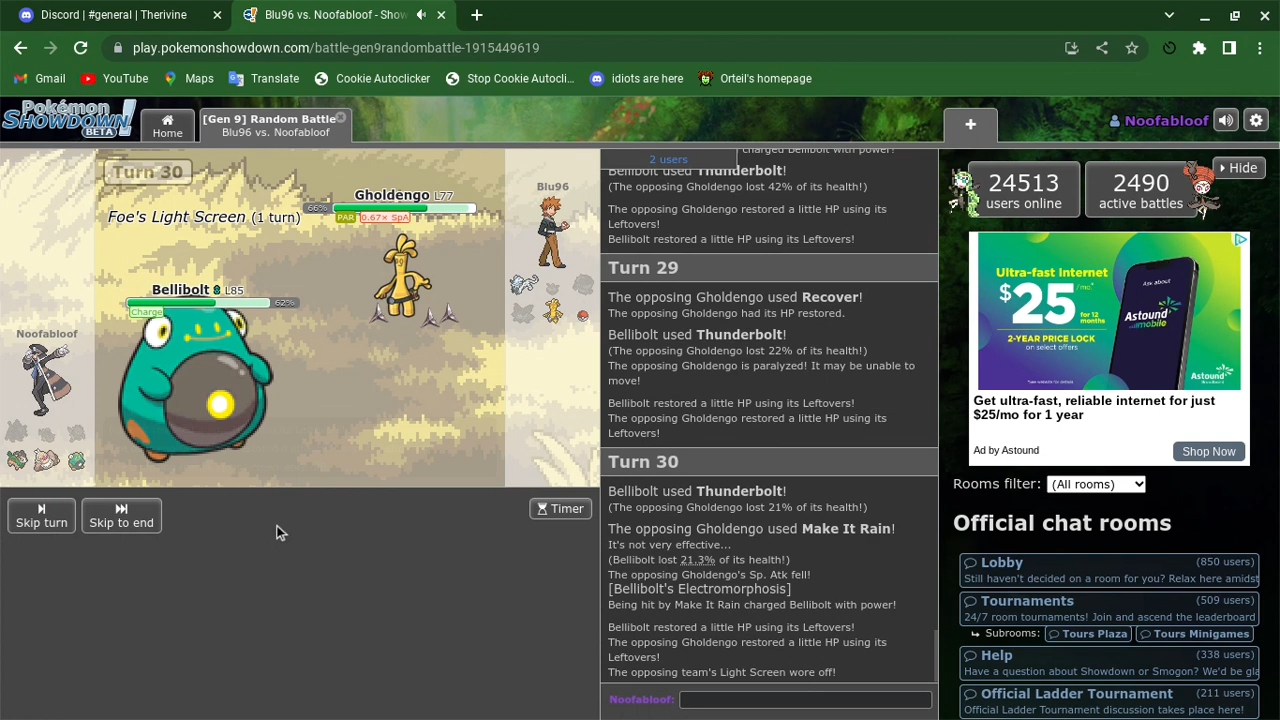 Discord | #general | Therivine
Blu96 vs. Noofabloof - Show
play.pokemonshowdown.com/battle-gen9randombattle-1915449619
Gmail
YouTube
Maps
Translate
Cookie Autoclicker
Stop Cookie Autocli...
idiots are here
Orteil's homepage
Pokémon
Showdown!
BETA
Home
[Gen 9] Random Battle
Blu96 vs. Noofabloof
+
Noofabloof
Turn 30
Foe's Light Screen (1 turn)
Gholdengo L77
66%
PAR 0.67× SpA
Blu96
Bellibolt L85
62%
Charge
Noofabloof
Skip turn
Skip to end
Timer
2 users
charged Bellibolt with power!
Bellibolt used Thunderbolt!
(The opposing Gholdengo lost 42% of its health!)
The opposing Gholdengo restored a little HP using its
Leftovers!
Bellibolt restored a little HP using its Leftovers!
Turn 29
The opposing Gholdengo used Recover!
The opposing Gholdengo had its HP restored.
Bellibolt used Thunderbolt!
(The opposing Gholdengo lost 22% of its health!)
The opposing Gholdengo is paralyzed! It may be unable to
move!
Bellibolt restored a little HP using its Leftovers!
The opposing Gholdengo restored a little HP using its
Leftovers!
Turn 30
Bellibolt used Thunderbolt!
(The opposing Gholdengo lost 21% of its health!)
The opposing Gholdengo used Make It Rain!
It's not very effective...
(Bellibolt lost 21.3% of its health!)
The opposing Gholdengo's Sp. Atk fell!
[Bellibolt's Electromorphosis]
Being hit by Make It Rain charged Bellibolt with power!
Bellibolt restored a little HP using its Leftovers!
The opposing Gholdengo restored a little HP using its
Leftovers!
The opposing team's Light Screen wore off!
Noofabloof:
24513
users online
2490
active battles
Hide
Ultra-fast Internet
$25 /mo.*
for 12
months
2-YEAR PRICE LOCK
on select offers
Ask about
Astound
mobile
Astound
Get ultra-fast, reliable internet for just
$25/mo for 1 year
Ad by Astound
Shop Now
Rooms filter: (All rooms)
Official chat rooms
Lobby (850 users)
Still haven't decided on a room for you? Relax here amidst
Tournaments (509 users)
24/7 room tournaments! Join and ascend the leaderboard
Subrooms: Tours Plaza Tours Minigames
Help (338 users)
Have a question about Showdown or Smogon? We'd be gla
Official Ladder Tournament (211 users)
Official Ladder Tournament discussion takes place here!